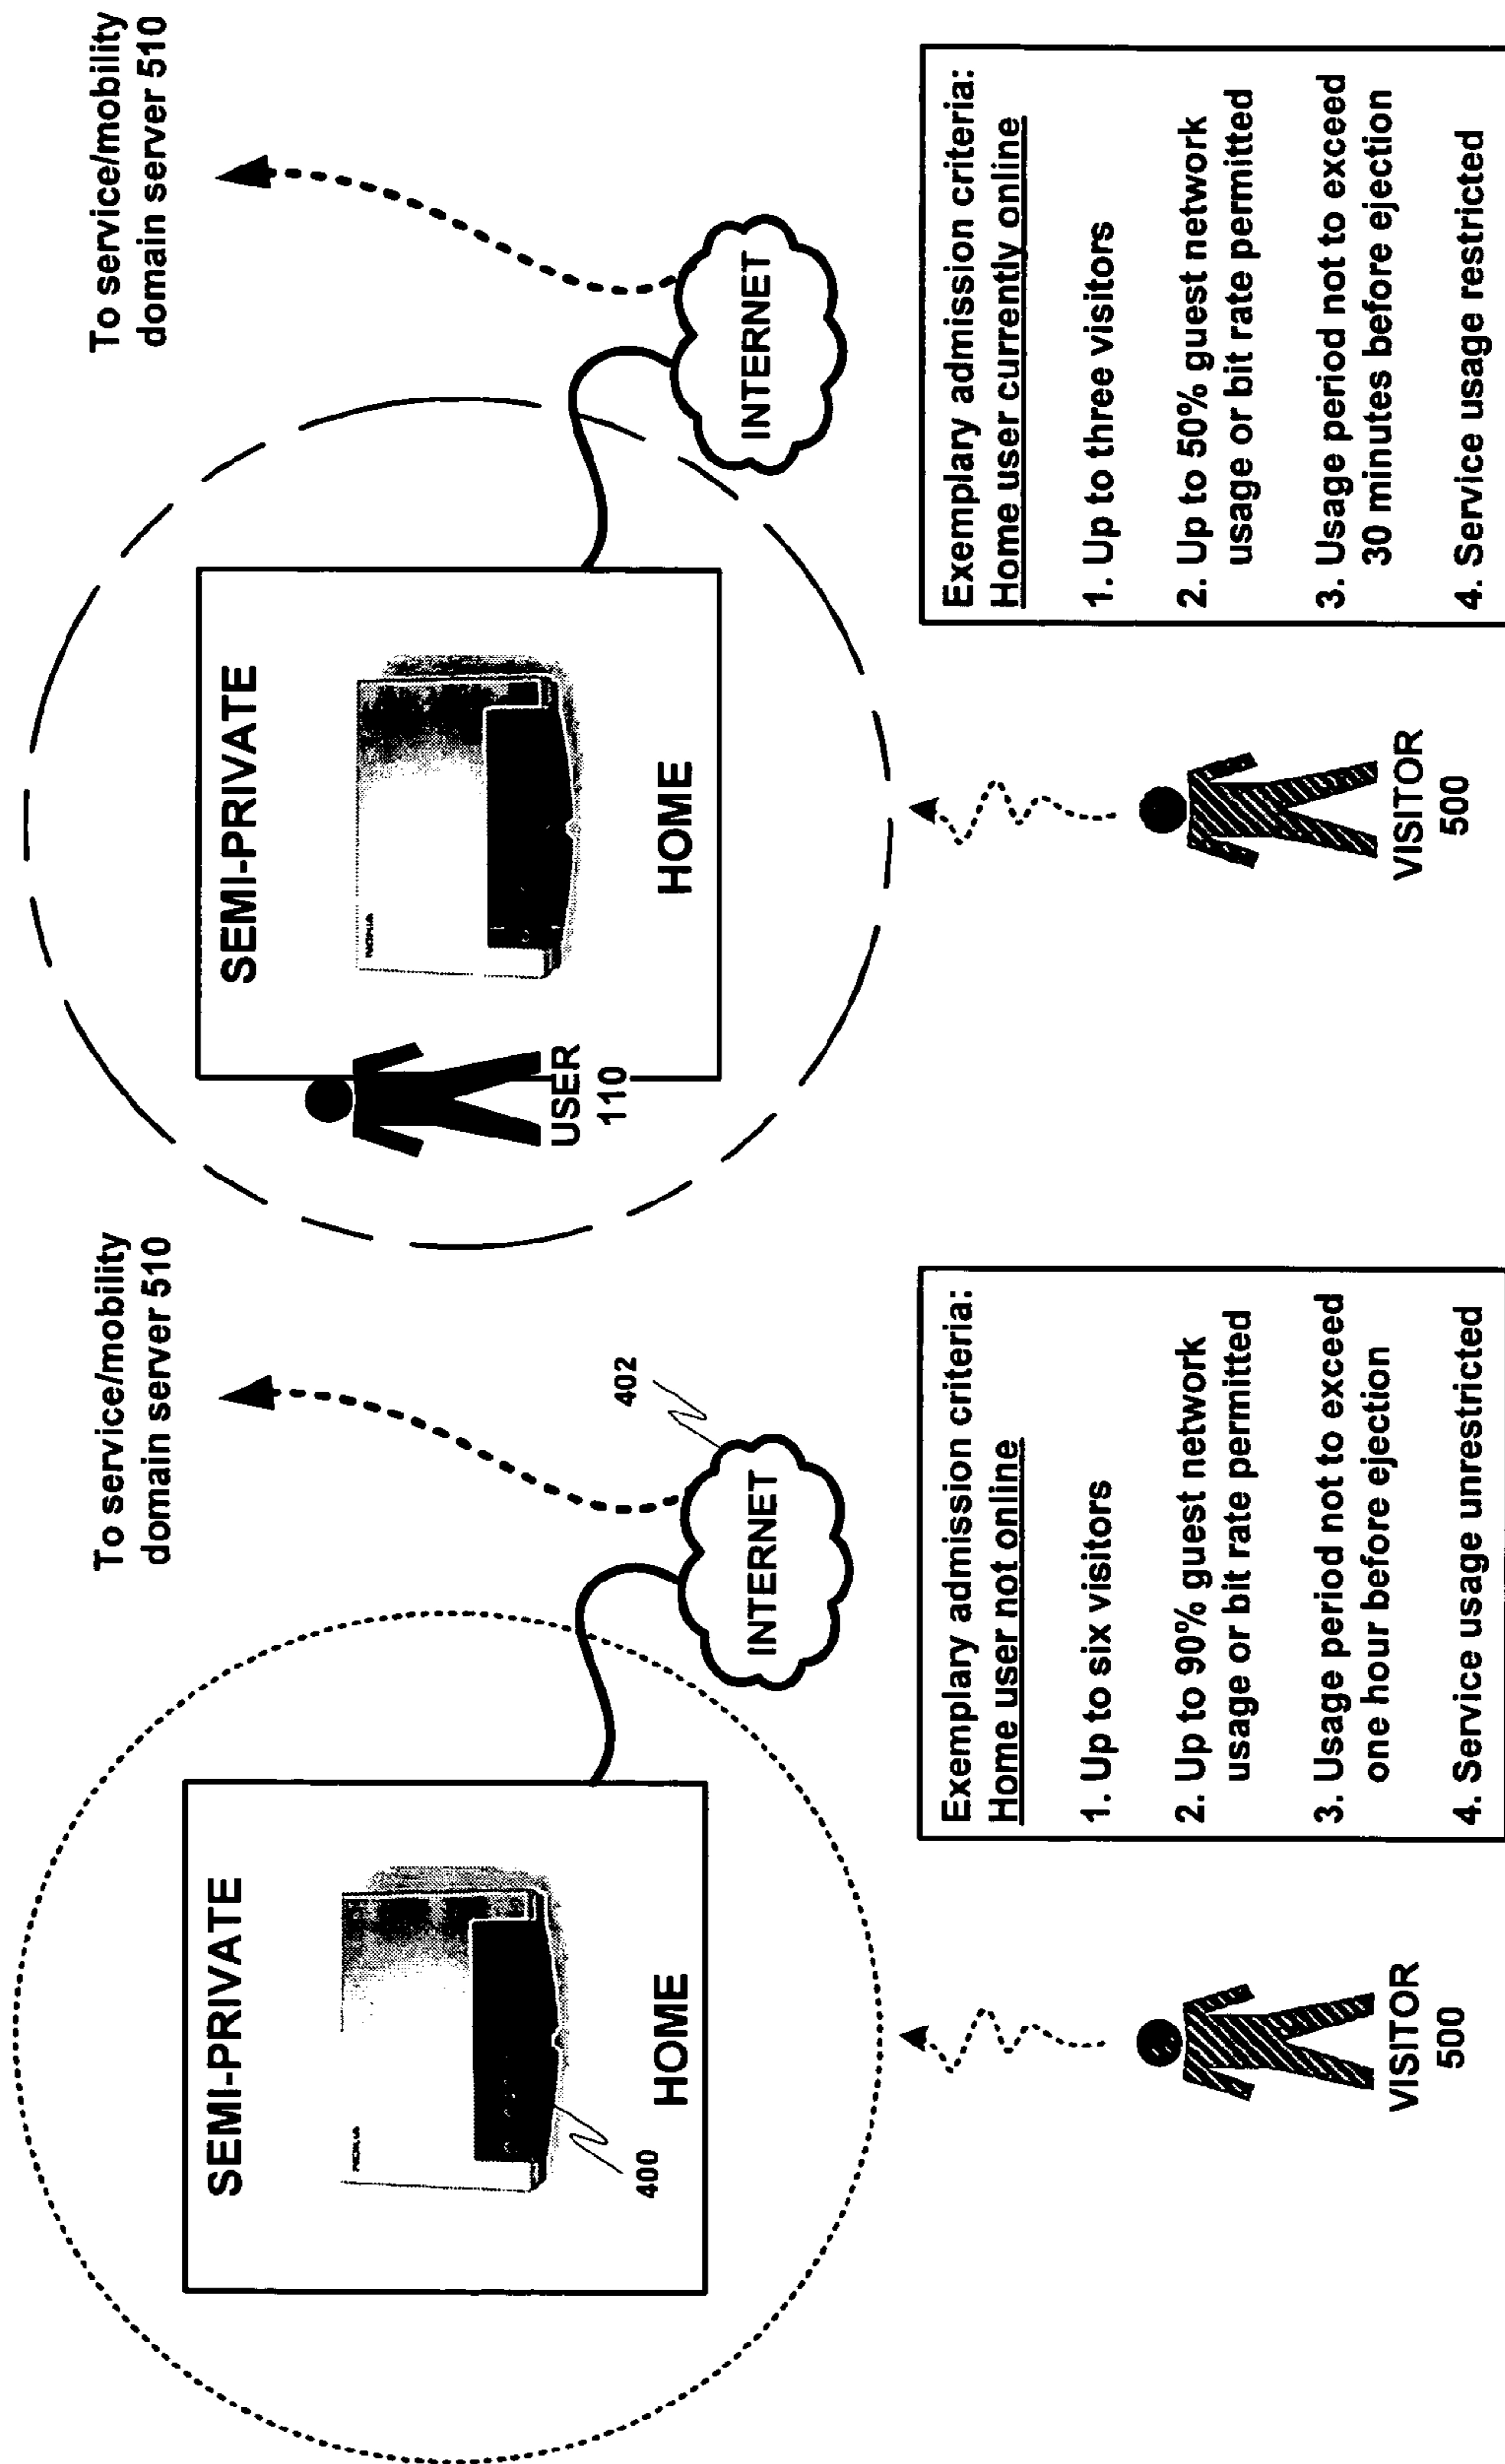 To service/mobility
domain server 510
SEMI-PRIVATE
NOKIA
400
HOME
INTERNET
402
VISITOR
500
Exemplary admission criteria:
Home user not online
1. Up to six visitors
2. Up to 90% guest network
usage or bit rate permitted
3. Usage period not to exceed
one hour before ejection
4. Service usage unrestricted
To service/mobility
domain server 510
SEMI-PRIVATE
NOKIA
HOME
USER
110
INTERNET
VISITOR
500
Exemplary admission criteria:
Home user currently online
1. Up to three visitors
2. Up to 50% guest network
usage or bit rate permitted
3. Usage period not to exceed
30 minutes before ejection
4. Service usage restricted